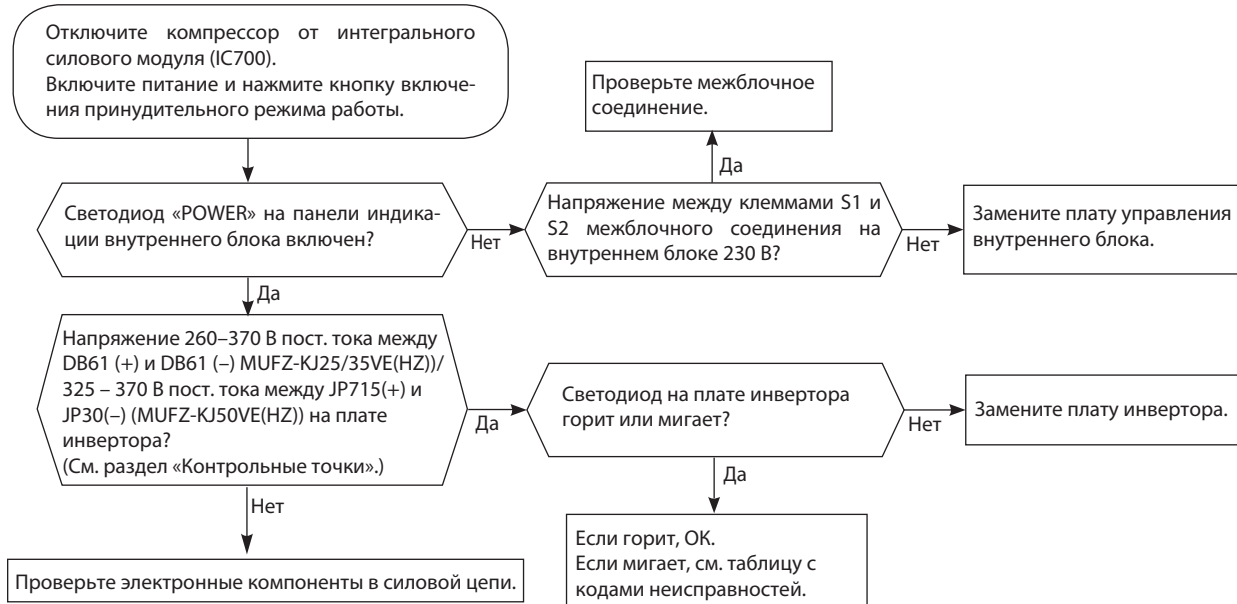 Отключите компрессор от интегрального
силового модуля (IC700).
Включите питание и нажмите кнопку включе-
ния принудительного режима работы.
Проверьте межблочное
соединение.
Да
Светодиод «POWER» на панели индика-
ции внутреннего блока включен?
Нет
Напряжение между клеммами S1 и
S2 межблочного соединения на
внутреннем блоке 230 В?
Нет
Замените плату управления
внутреннего блока.
Да
Напряжение 260–370 В пост. тока между
DB61 (+) и DB61 (–) MUFZ-KJ25/35VE(HZ))/
325 – 370 В пост. тока между JP715(+) и
JP30(–) (MUFZ-KJ50VE(HZ)) на плате
инвертора?
(См. раздел «Контрольные точки».)
Да
Светодиод на плате инвертора
горит или мигает?
Нет
Замените плату инвертора.
Нет
Да
Проверьте электронные компоненты в силовой цепи.
Если горит, OK.
Если мигает, см. таблицу с
кодами неисправностей.